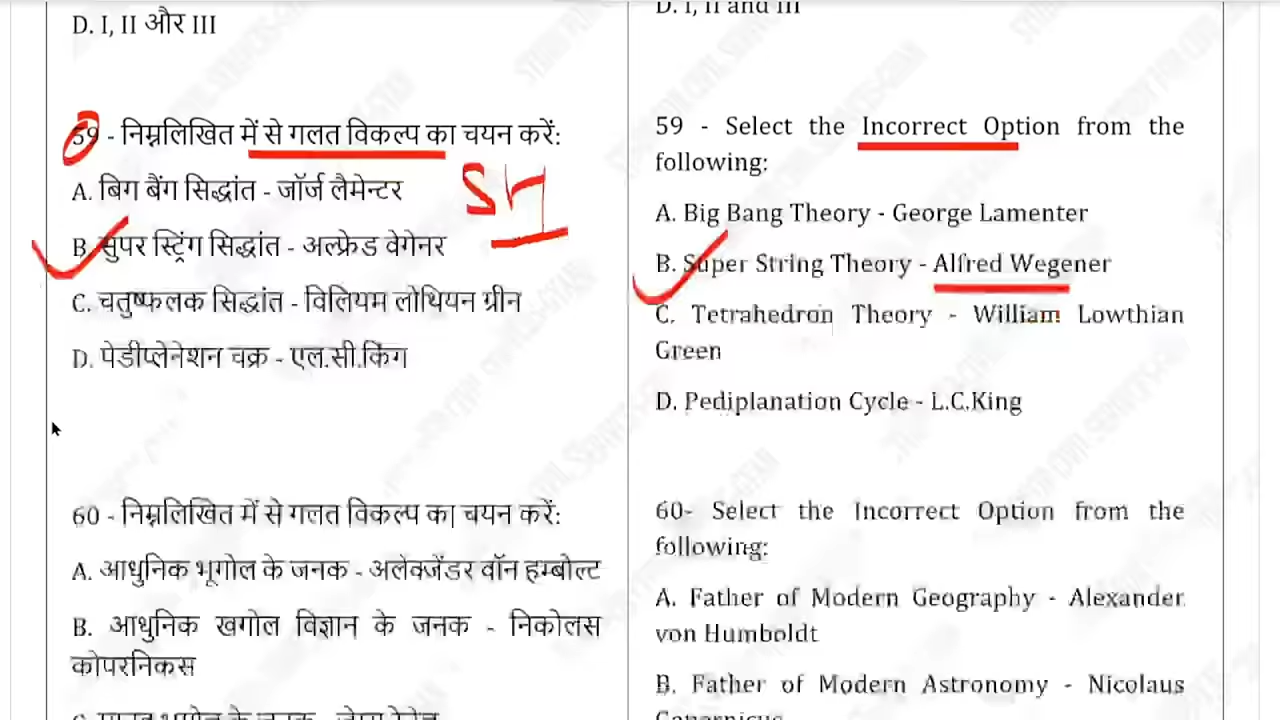 D. I, II और III
59 - निम्नलिखित में से गलत विकल्प का चयन करें:
A. बिग बैंग सिद्धांत - जॉर्ज लैमेन्टर
B. सुपर स्ट्रिंग सिद्धांत - अल्फ्रेड वेगेनर
C. चतुष्फलक सिद्धांत - विलियम लोथियन ग्रीन
D. पेडीप्लेनेशन चक्र - एल.सी.किंग
60 - निम्नलिखित में से गलत विकल्प का चयन करें:
A. आधुनिक भूगोल के जनक - अलेक्जेंडर वॉन हम्बोल्ट
B. आधुनिक खगोल विज्ञान के जनक - निकोलस
कोपरनिकस
D. I, II and III
59 - Select the Incorrect Option from the
following:
A. Big Bang Theory - George Lamenter
B. Super String Theory - Alfred Wegener
C. Tetrahedron Theory - William Lowthian
Green
D. Pediplanation Cycle - L.C.King
60- Select the Incorrect Option from the
following:
A. Father of Modern Geography - Alexander
von Humboldt
B. Father of Modern Astronomy - Nicolaus